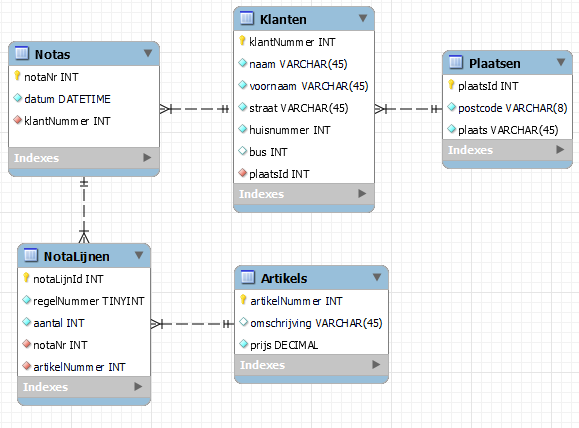 Notas
notaNr INT
datum DATETIME
klantNummer INT
Indexes
Klanten
klantNummer INT
naam VARCHAR(45)
voornaam VARCHAR(45)
straat VARCHAR(45)
huisnummer INT
bus INT
plaatsId INT
Indexes
Plaatsen
plaatsId INT
postcode VARCHAR(8)
plaats VARCHAR(45)
Indexes
NotaLijnen
notaLijnId INT
regelNummer TINYINT
aantal INT
notaNr INT
artikelNummer INT
Indexes
Artikels
artikelNummer INT
omschrijving VARCHAR(45)
prijs DECIMAL
Indexes